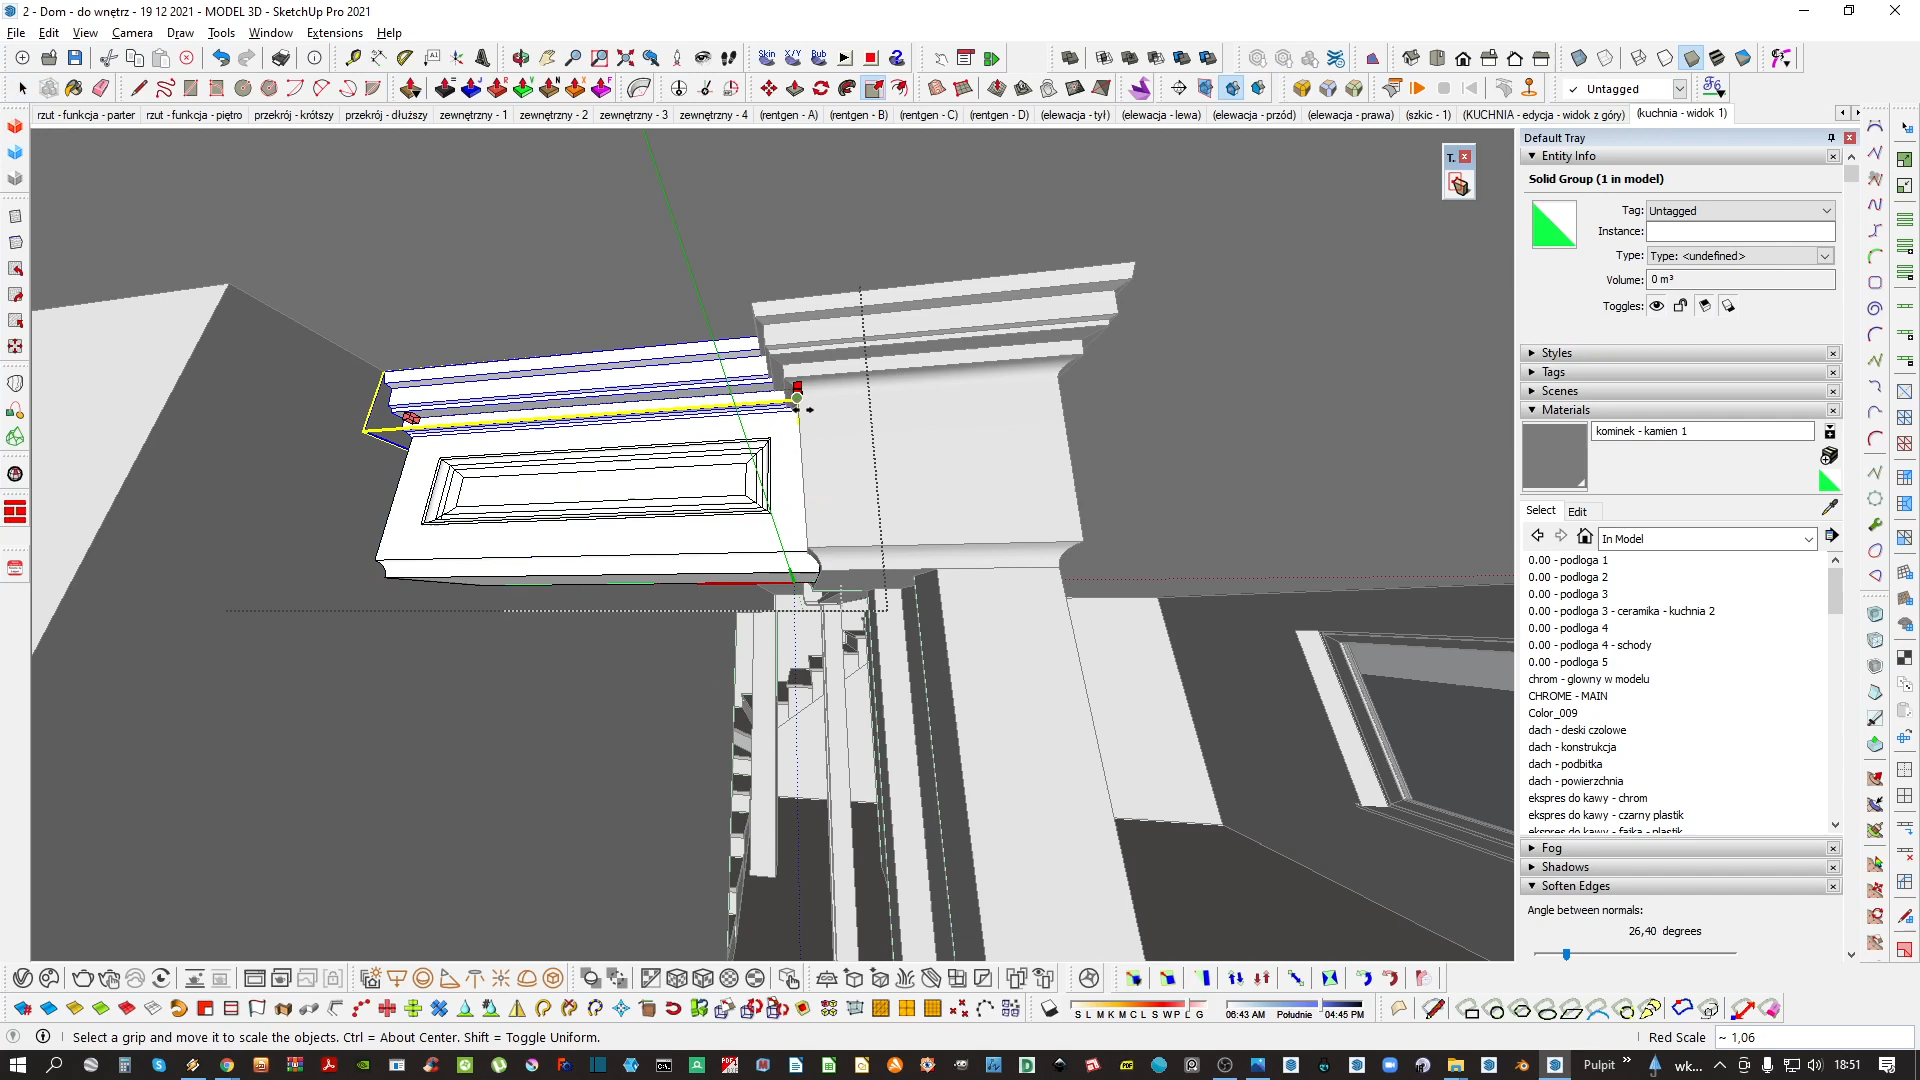 2 - Dom - do wnętrz - 19 12 2021 - MODEL 3D - SketchUp Pro 2021
File Edit View Camera Draw Tools Window Extensions Help
Skin X/Y Bub
Untagged
rzut - funkcja - parter rzut - funkcja - piętro przekrój - krótszy przekrój - dłuższy zewnętrzny - 1 zewnętrzny - 2 zewnętrzny - 3 zewnętrzny - 4 (rentgen - A) (rentgen - B) (rentgen - C) (rentgen - D) (elewacja - tył) (elewacja - lewa) (elewacja - przód) (elewacja - prawa) (szkic - 1) (KUCHNIA - edycja - widok z góry) (kuchnia - widok 1)
T.
Default Tray
Entity Info
Solid Group (1 in model)
Tag: Untagged
Instance:
Type: Type: <undefined>
Volume: 0 m³
Toggles:
Styles
Tags
Scenes
Materials
kominek - kamien 1
Select Edit
In Model
0.00 - podloga 1
0.00 - podloga 2
0.00 - podloga 3
0.00 - podloga 3 - ceramika - kuchnia 2
0.00 - podloga 4
0.00 - podloga 4 - schody
0.00 - podloga 5
chrom - glowny w modelu
CHROME - MAIN
Color_009
dach - deski czolowe
dach - konstrukcja
dach - podbitka
dach - powierzchnia
ekspres do kawy - chrom
ekspres do kawy - czarny plastik
ekspres do kawy - fajka - plastik
Fog
Shadows
Soften Edges
Angle between normals:
26,40 degrees
S L M K M C L S W P L G
06:43 AM Południe 04:45 PM
Select a grip and move it to scale the objects. Ctrl = About Center. Shift = Toggle Uniform.
Red Scale ~ 1,06
Pulpit wk... 18:51